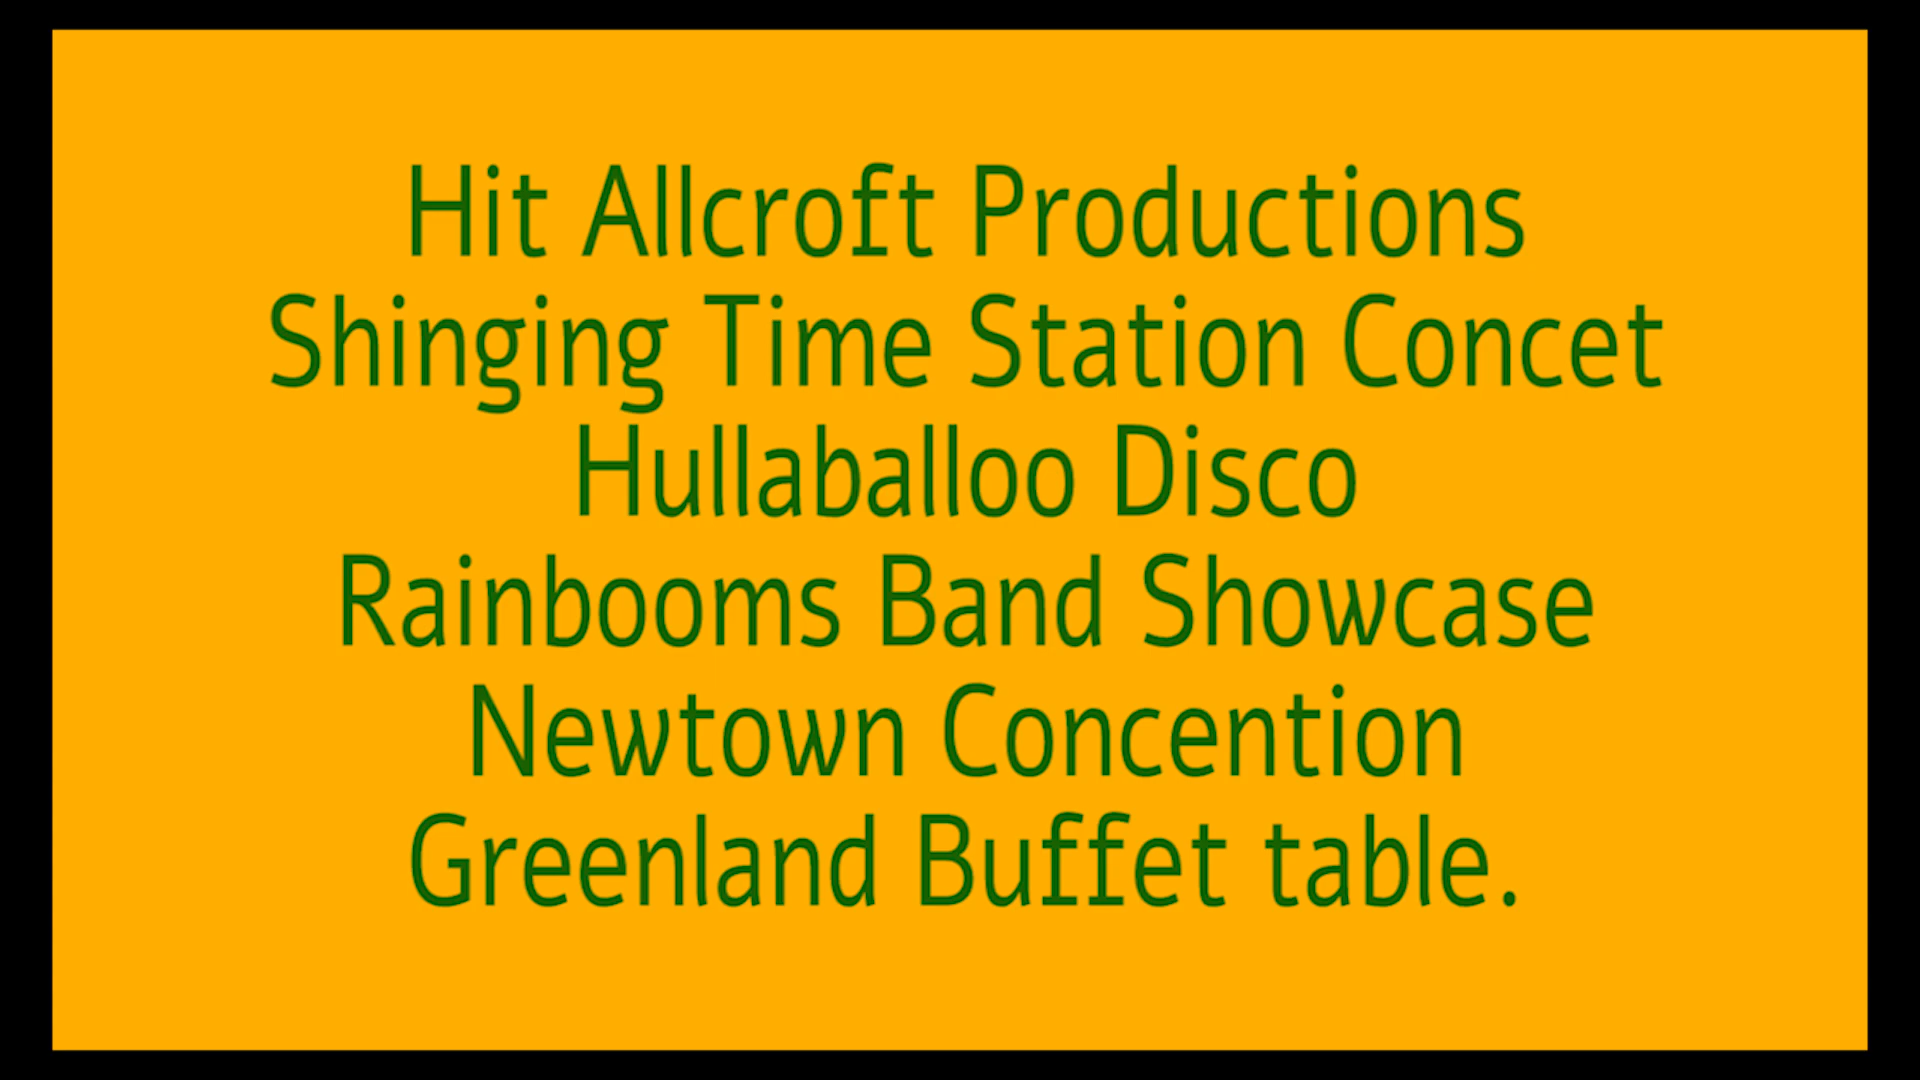 Hit Allcroft Productions
Shinging Time Station Concet
Hullaballoo Disco
Rainbooms Band Showcase
Newtown Concention
Greenland Buffet table.